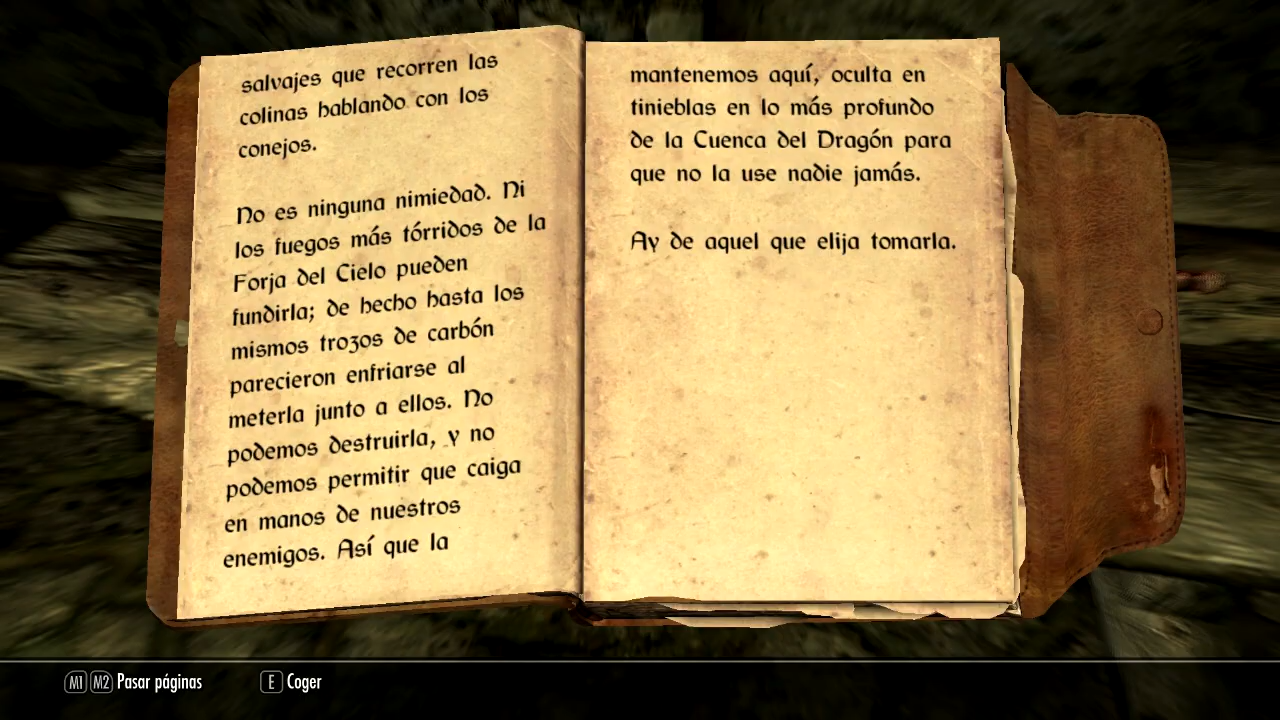 salvajes que recorren las
colinas hablando con los
conejos.
No es ninguna nimiedad. Ni
los fuegos más tórridos de la
Forja del Cielo pueden
fundirla; de hecho hasta los
mismos trozos de carbón
parecieron enfriarse al
meterla junto a ellos. No
podemos destruirla, y no
podemos permitir que caiga
en manos de nuestros
enemigos. Así que la
mantenemos aquí, oculta en
tinieblas en lo más profundo
de la Cuenca del Dragón para
que no la use nadie jamás.
Ay de aquel que elija tomarla.
M1 M2 Pasar páginas
E Coger